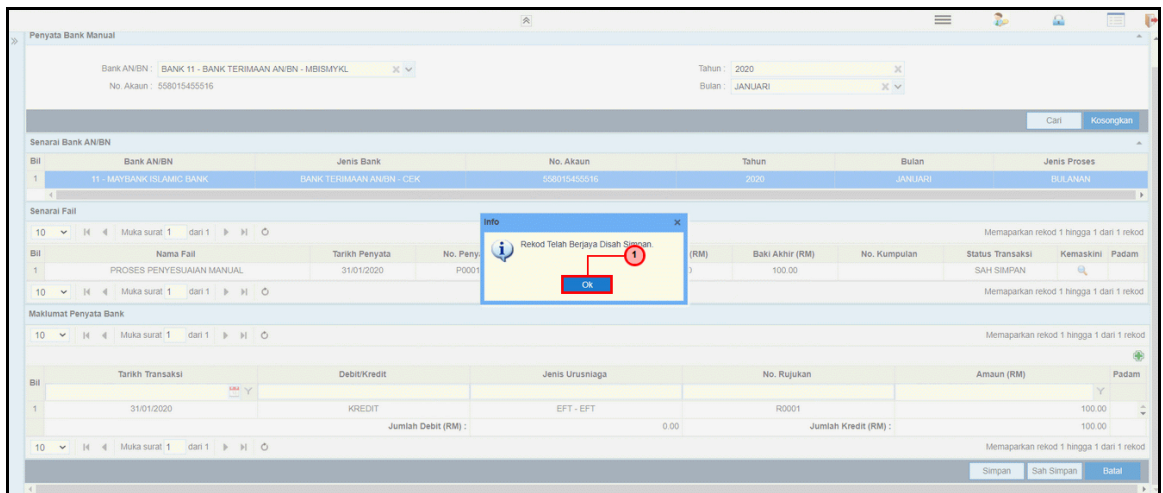 Penyata Bank Manual
Bank AN/BN : BANK 11 - BANK TERIMAAN AN/BN - MBISMYKL Tahun : 2020
No. Akaun : 558015455516 Bulan : JANUARI
Cari Kosongkan
Senarai Bank AN/BN
Bil Bank AN/BN Jenis Bank No. Akaun Tahun Bulan Jenis Proses
1 11 - MAYBANK ISLAMIC BANK BANK TERIMAAN AN/BN - CEK 558015455516 2020 JANUARI BULANAN
Senarai Fail
10 Muka surat 1 dari 1 Memaparkan rekod 1 hingga 1 dari 1 rekod
Bil Nama Fail Tarikh Penyata No. Peny (RM) Baki Akhir (RM) No. Kumpulan Status Transaksi Kemaskini Padam
1 PROSES PENYESUAIAN MANUAL 31/01/2020 P0001 100.00 SAH SIMPAN
10 Muka surat 1 dari 1 Memaparkan rekod 1 hingga 1 dari 1 rekod
Info
Rekod Telah Berjaya Disah Simpan.
1
Ok
Maklumat Penyata Bank
10 Muka surat 1 dari 1 Memaparkan rekod 1 hingga 1 dari 1 rekod
Bil Tarikh Transaksi Debit/Kredit Jenis Urusniaga No. Rujukan Amaun (RM) Padam
1 31/01/2020 KREDIT EFT - EFT R0001 100.00
Jumlah Debit (RM) : 0.00 Jumlah Kredit (RM) : 100.00
10 Muka surat 1 dari 1 Memaparkan rekod 1 hingga 1 dari 1 rekod
Simpan Sah Simpan Batal